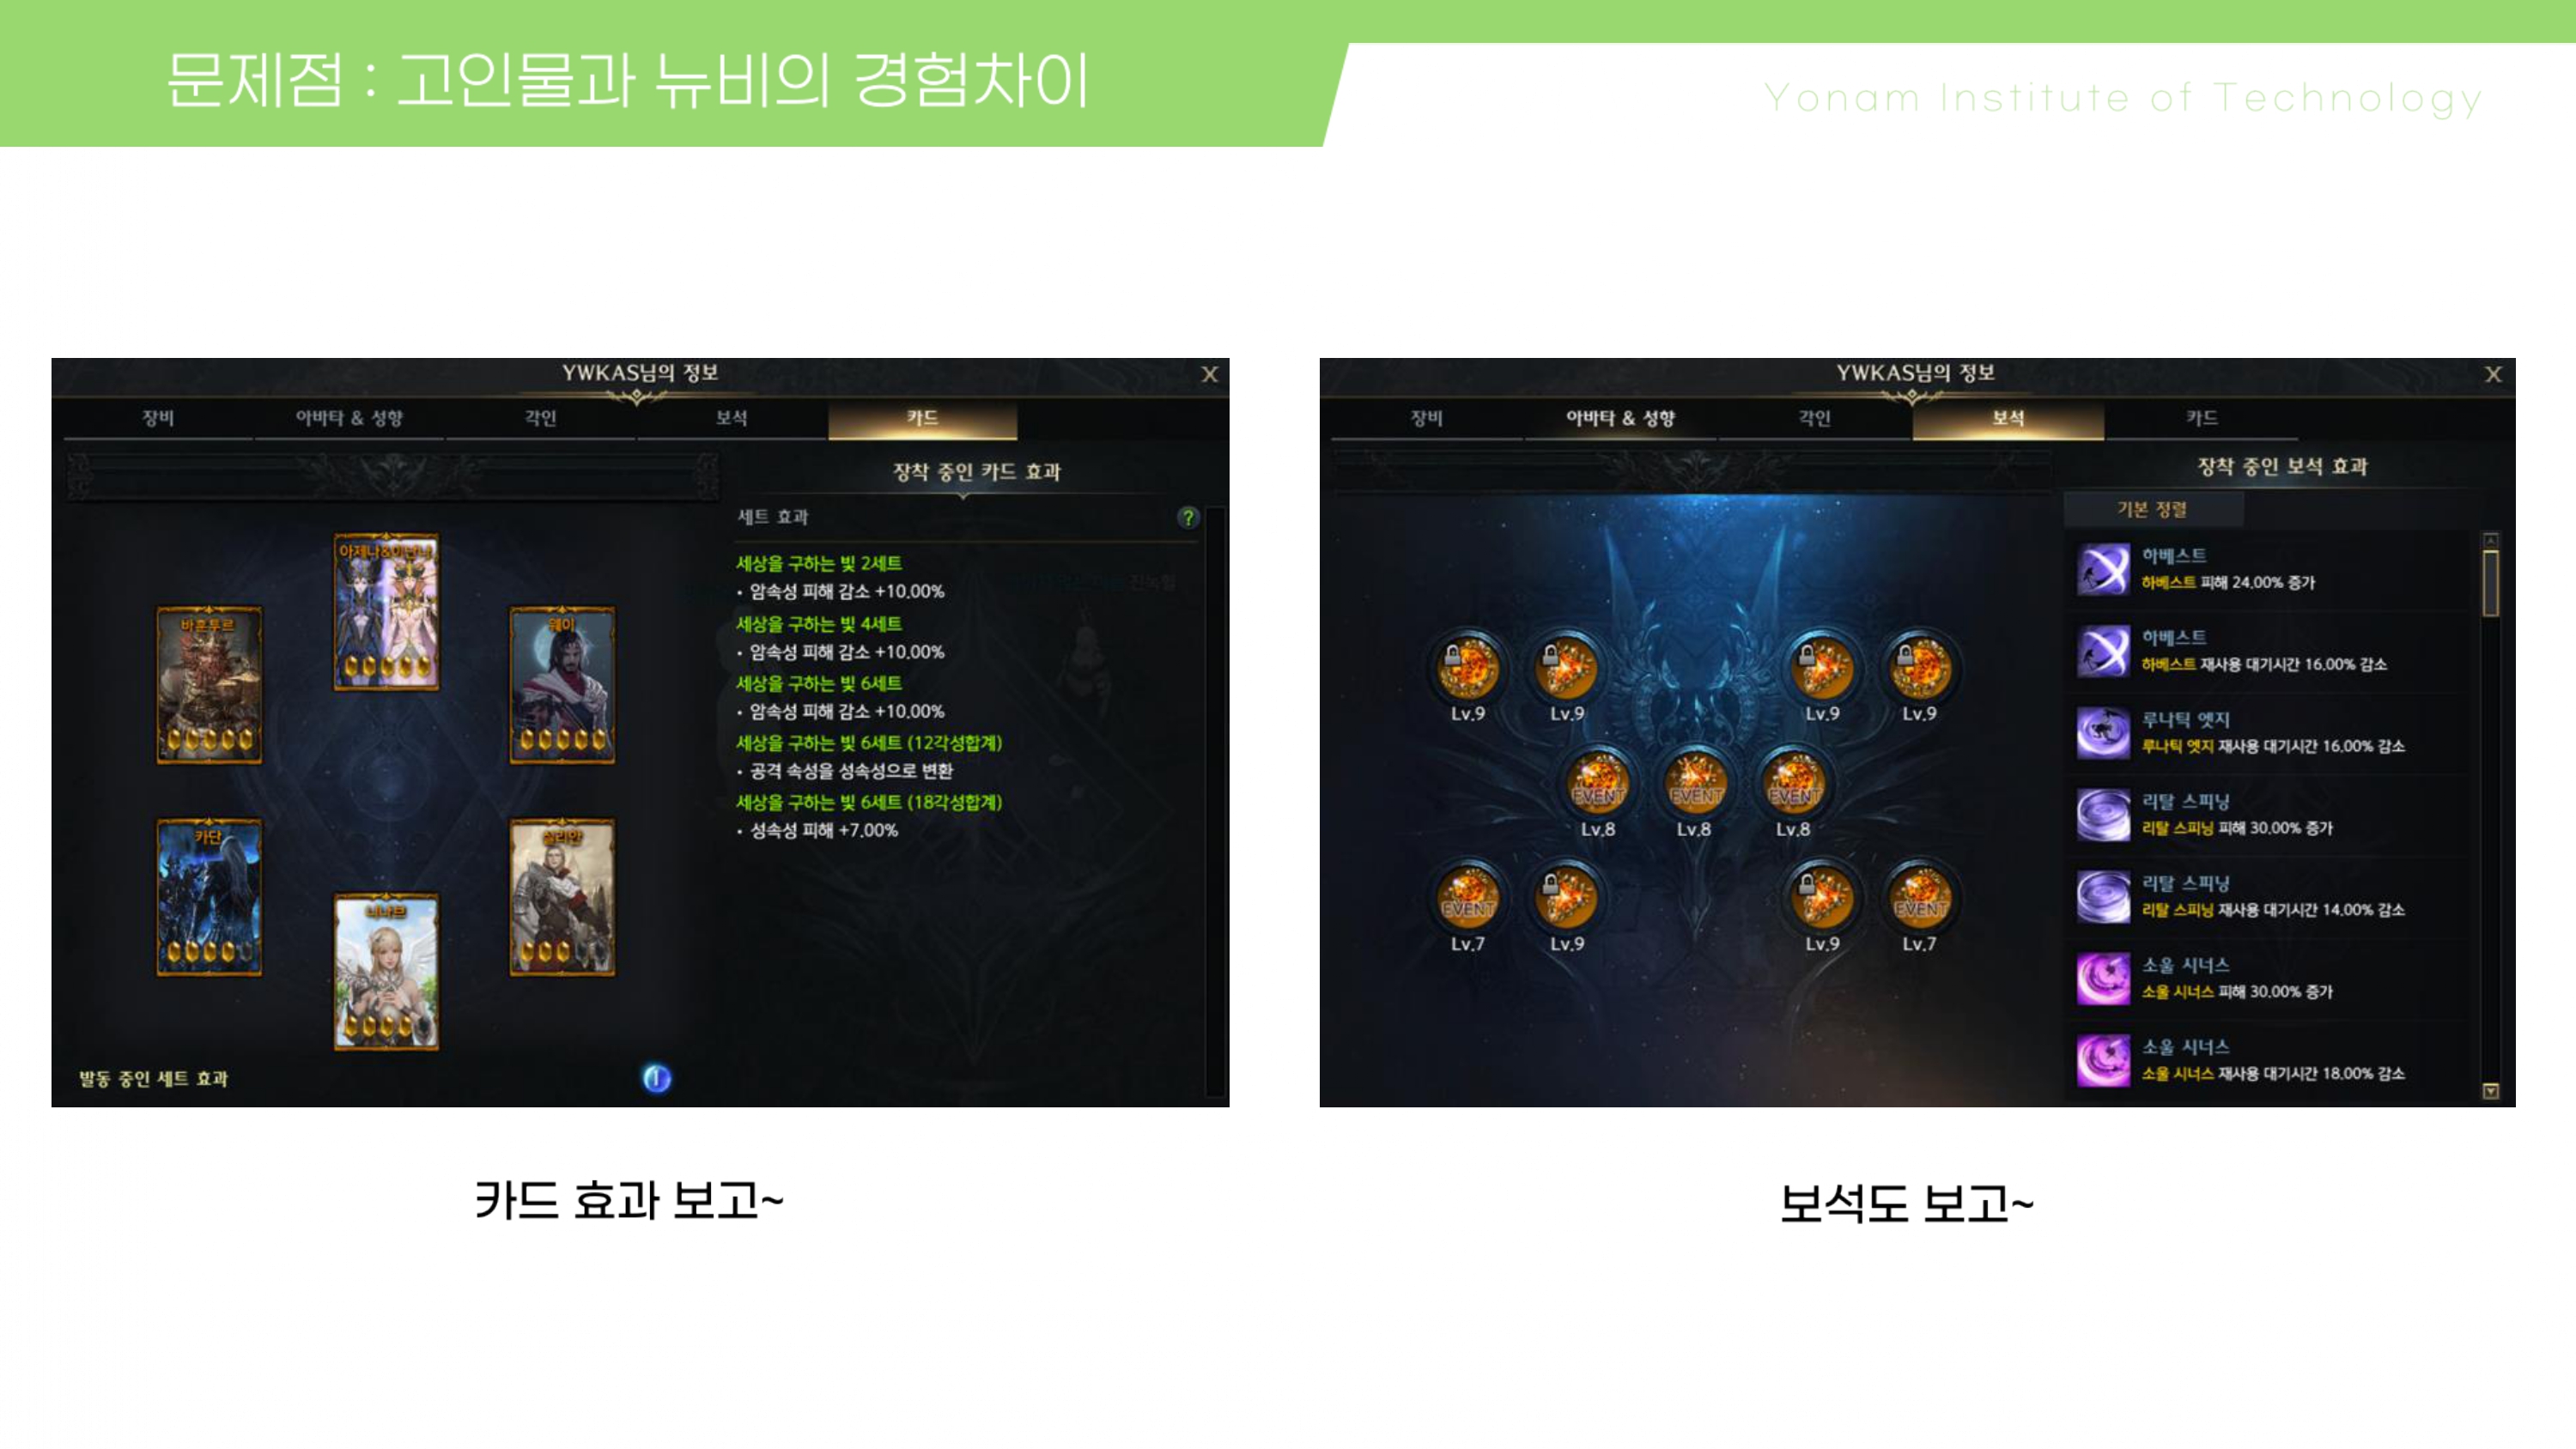 문제점 : 고인물과 뉴비의 경험차이
Yonam Institute of Technology
YWKAS님의 정보
X
장비
아바타 & 성향
각인
보석
카드
장착 중인 카드 효과
세트 효과
?
세상을 구하는 빛 2세트
• 암속성 피해 감소 +10.00%
세상을 구하는 빛 4세트
• 암속성 피해 감소 +10.00%
세상을 구하는 빛 6세트
• 암속성 피해 감소 +10.00%
세상을 구하는 빛 6세트 (12각성합계)
• 공격 속성을 성속성으로 변환
세상을 구하는 빛 6세트 (18각성합계)
• 성속성 피해 +7.00%
아제나&이난나
바훈투르
웨이
카단
실리안
니나브
발동 중인 세트 효과
1
카드 효과 보고~
YWKAS님의 정보
X
장비
아바타 & 성향
각인
보석
카드
장착 중인 보석 효과
기본 정렬
Lv.9
Lv.9
Lv.9
Lv.9
EVENT
EVENT
EVENT
Lv.8
Lv.8
Lv.8
EVENT
EVENT
Lv.7
Lv.9
Lv.9
Lv.7
하베스트
하베스트 피해 24.00% 증가
하베스트
하베스트 재사용 대기시간 16.00% 감소
루나틱 엣지
루나틱 엣지 재사용 대기시간 16.00% 감소
리탈 스피닝
리탈 스피닝 피해 30.00% 증가
리탈 스피닝
리탈 스피닝 재사용 대기시간 14.00% 감소
소울 시너스
소울 시너스 피해 30.00% 증가
소울 시너스
소울 시너스 재사용 대기시간 18.00% 감소
보석도 보고~